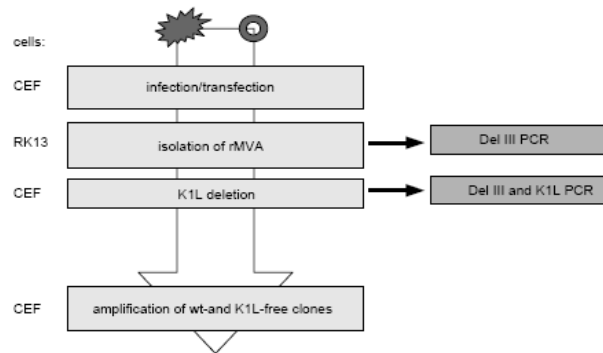 cells:
CEF
infection/transfection
RK13
isolation of rMVA
Del III PCR
CEF
K1L deletion
Del III and K1L PCR
CEF
amplification of wt-and K1L-free clones